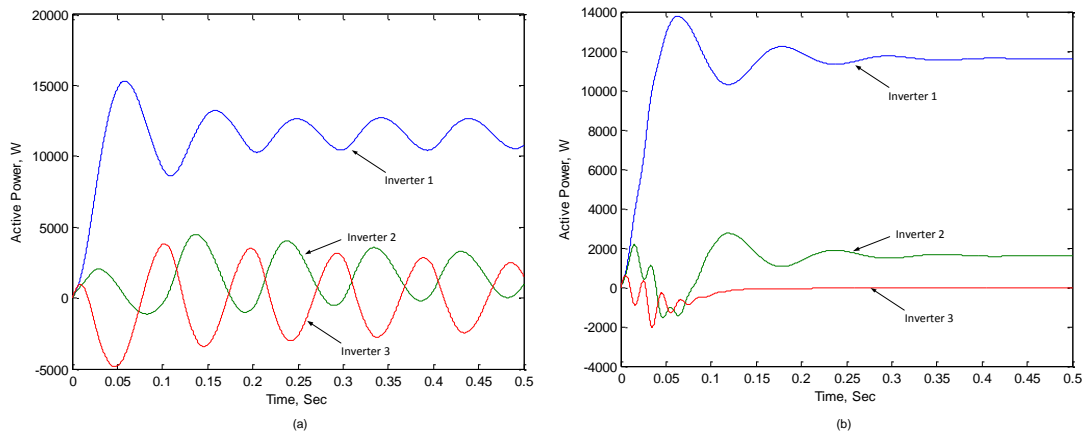 20000
15000
10000
5000
0
-5000
Active Power, W
Inverter 1
Inverter 2
Inverter 3
0 0.05 0.1 0.15 0.2 0.25 0.3 0.35 0.4 0.45 0.5
Time, Sec
(a)
14000
12000
10000
8000
6000
4000
2000
0
-2000
-4000
Active Power, W
Inverter 1
Inverter 2
Inverter 3
0 0.05 0.1 0.15 0.2 0.25 0.3 0.35 0.4 0.45 0.5
Time, Sec
(b)